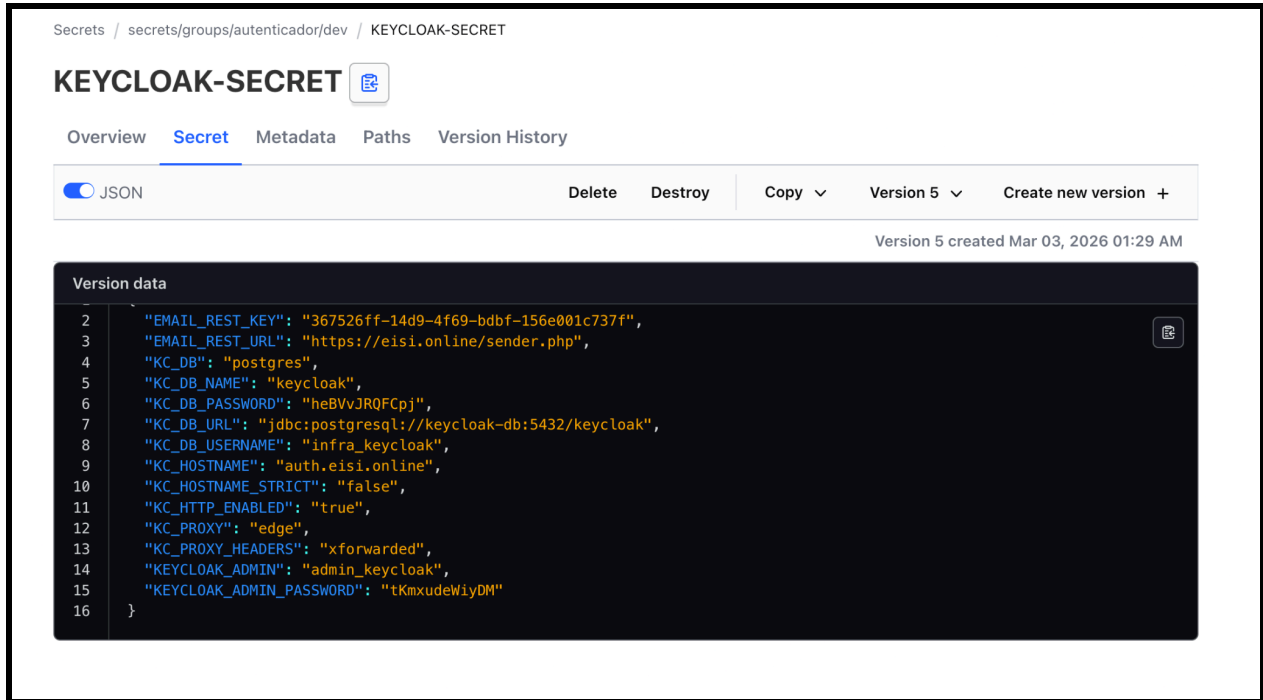 Secrets / secrets/groups/autenticador/dev / KEYCLOAK-SECRET
KEYCLOAK-SECRET
Overview Secret Metadata Paths Version History
JSON Delete Destroy Copy Version 5 Create new version +
Version 5 created Mar 03, 2026 01:29 AM
Version data
2 "EMAIL_REST_KEY": "367526ff-14d9-4f69-bdbf-156e001c737f",
3 "EMAIL_REST_URL": "https://eisi.online/sender.php",
4 "KC_DB": "postgres",
5 "KC_DB_NAME": "keycloak",
6 "KC_DB_PASSWORD": "heBVvJRQFCpj",
7 "KC_DB_URL": "jdbc:postgresql://keycloak-db:5432/keycloak",
8 "KC_DB_USERNAME": "infra_keycloak",
9 "KC_HOSTNAME": "auth.eisi.online",
10 "KC_HOSTNAME_STRICT": "false",
11 "KC_HTTP_ENABLED": "true",
12 "KC_PROXY": "edge",
13 "KC_PROXY_HEADERS": "xforwarded",
14 "KEYCLOAK_ADMIN": "admin_keycloak",
15 "KEYCLOAK_ADMIN_PASSWORD": "tKmxudeWiyDM"
16 }